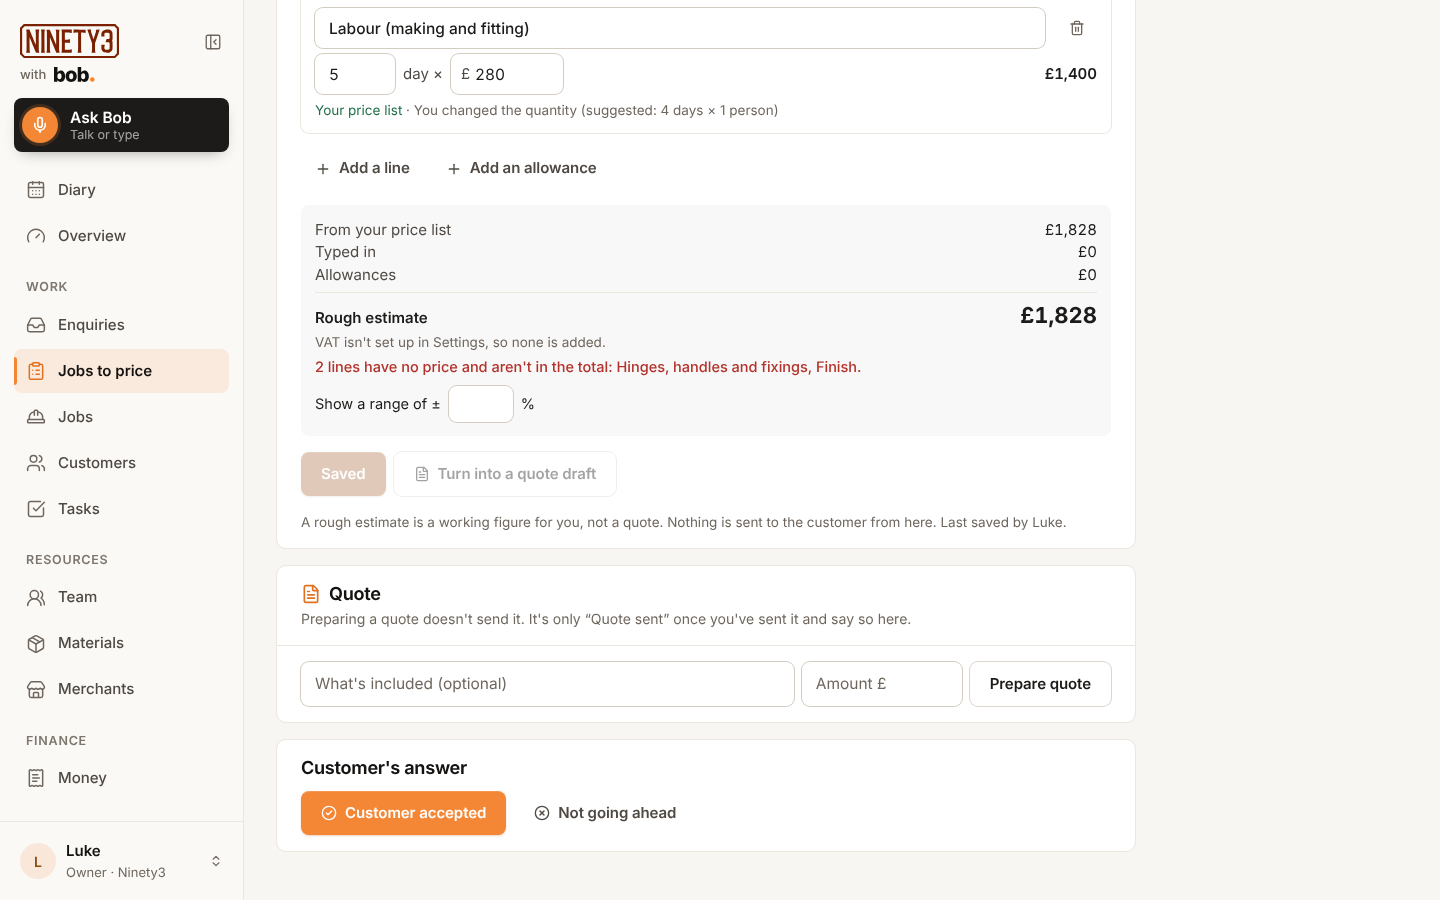 NINETY3
with bob.
Ask Bob
Talk or type
Diary
Overview
WORK
Enquiries
Jobs to price
Jobs
Customers
Tasks
RESOURCES
Team
Materials
Merchants
FINANCE
Money
L
Luke
Owner · Ninety3
Labour (making and fitting)
5 day × £ 280 £1,400
Your price list · You changed the quantity (suggested: 4 days × 1 person)
+ Add a line + Add an allowance
From your price list £1,828
Typed in £0
Allowances £0
Rough estimate £1,828
VAT isn't set up in Settings, so none is added.
2 lines have no price and aren't in the total: Hinges, handles and fixings, Finish.
Show a range of ± %
Saved Turn into a quote draft
A rough estimate is a working figure for you, not a quote. Nothing is sent to the customer from here. Last saved by Luke.
Quote
Preparing a quote doesn't send it. It's only “Quote sent” once you've sent it and say so here.
What's included (optional) Amount £ Prepare quote
Customer's answer
Customer accepted Not going ahead